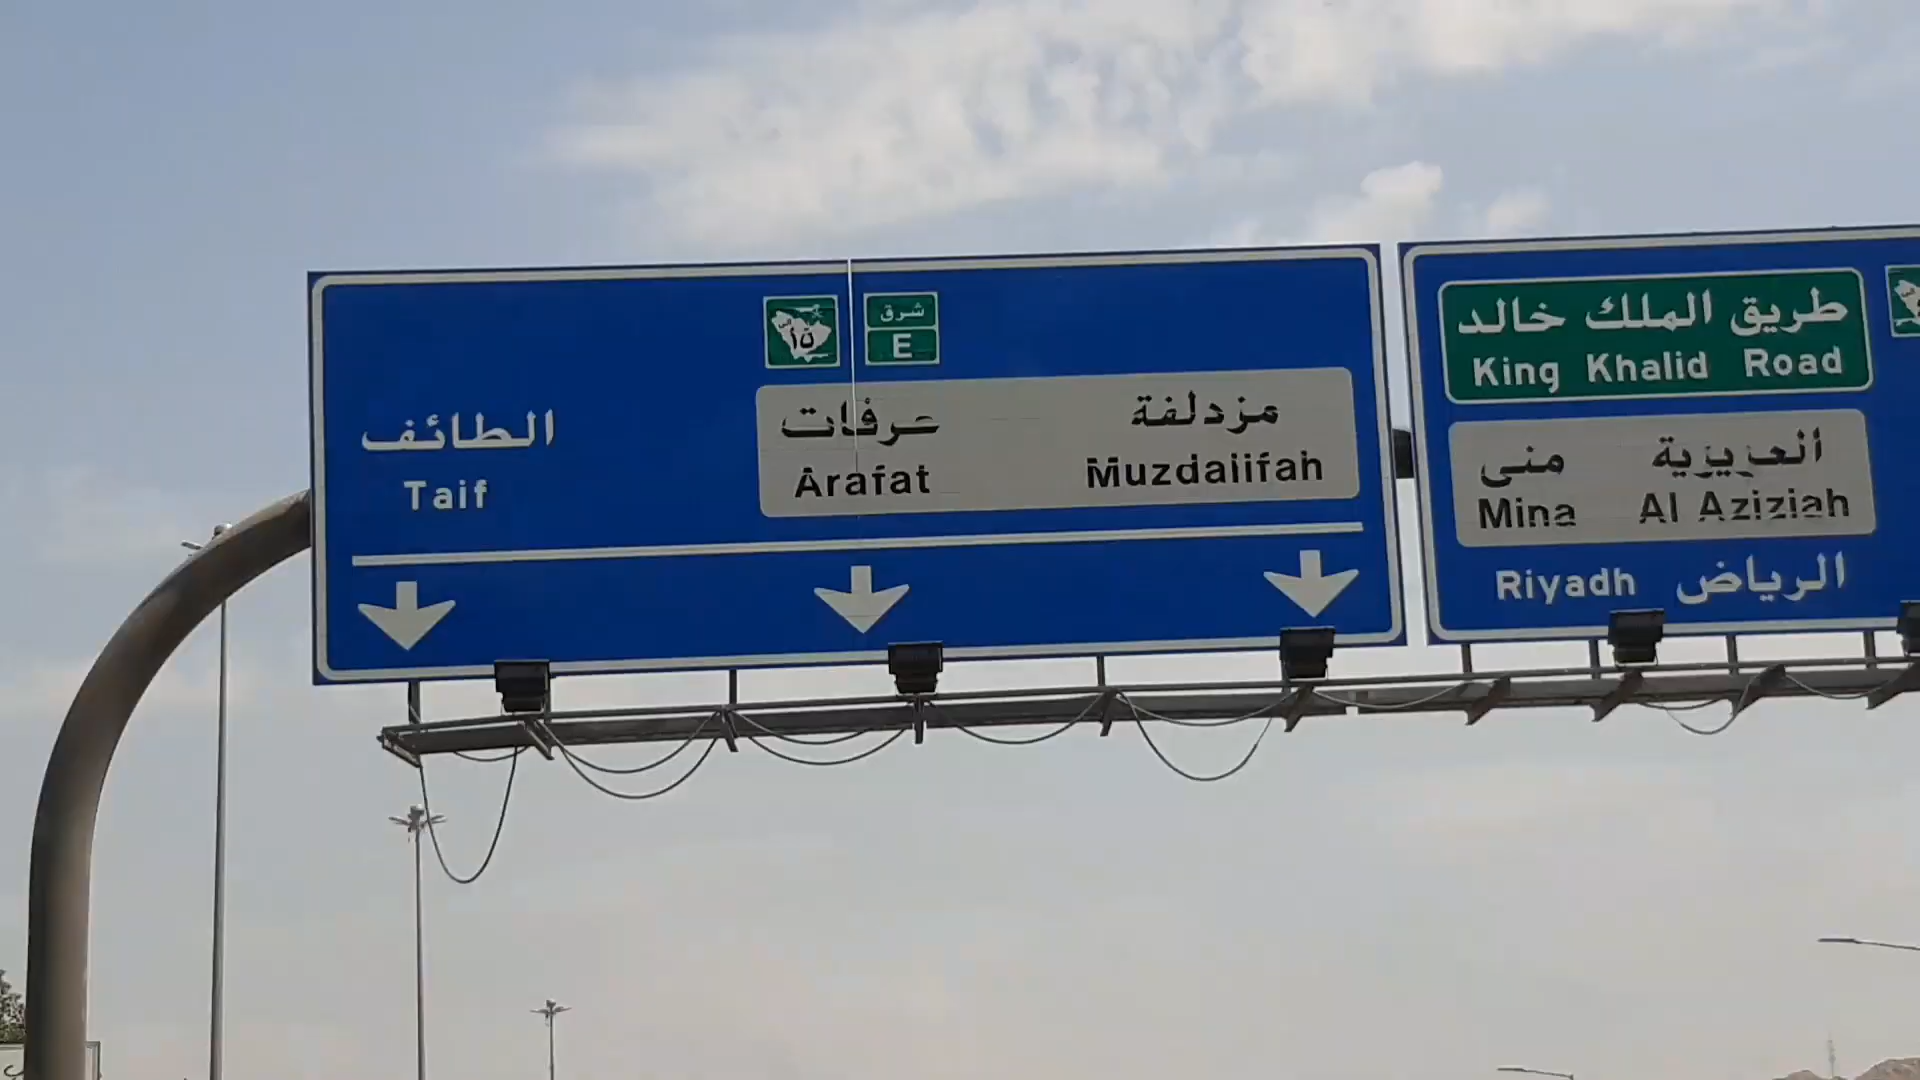 ١٥
شرق
E
الطائف
Taif
عرفات مزدلفة
Arafat Muzdalifah
طريق الملك خالد
King Khalid Road
منى العزيزية
Mina Al Aziziah
Riyadh الرياض